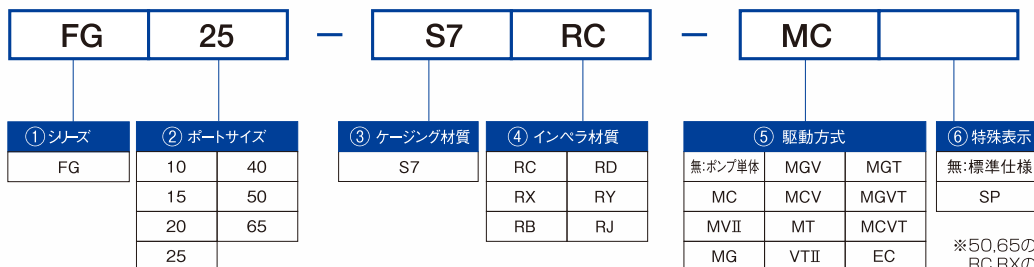 FG 25 － S7 RC － MC
①シリーズ ②ポートサイズ ③ケージング材質 ④インペラ材質 ⑤駆動方式 ⑥特殊表示
FG 10 40 S7 RC RD 無:ポンプ単体 MGV MGT 無:標準仕様
15 50 RX RY MC MCV MGVT SP
20 65 RB RJ MVⅡ MT MCVT
25 MG VTⅡ EC
※50,65の
RC,RXの